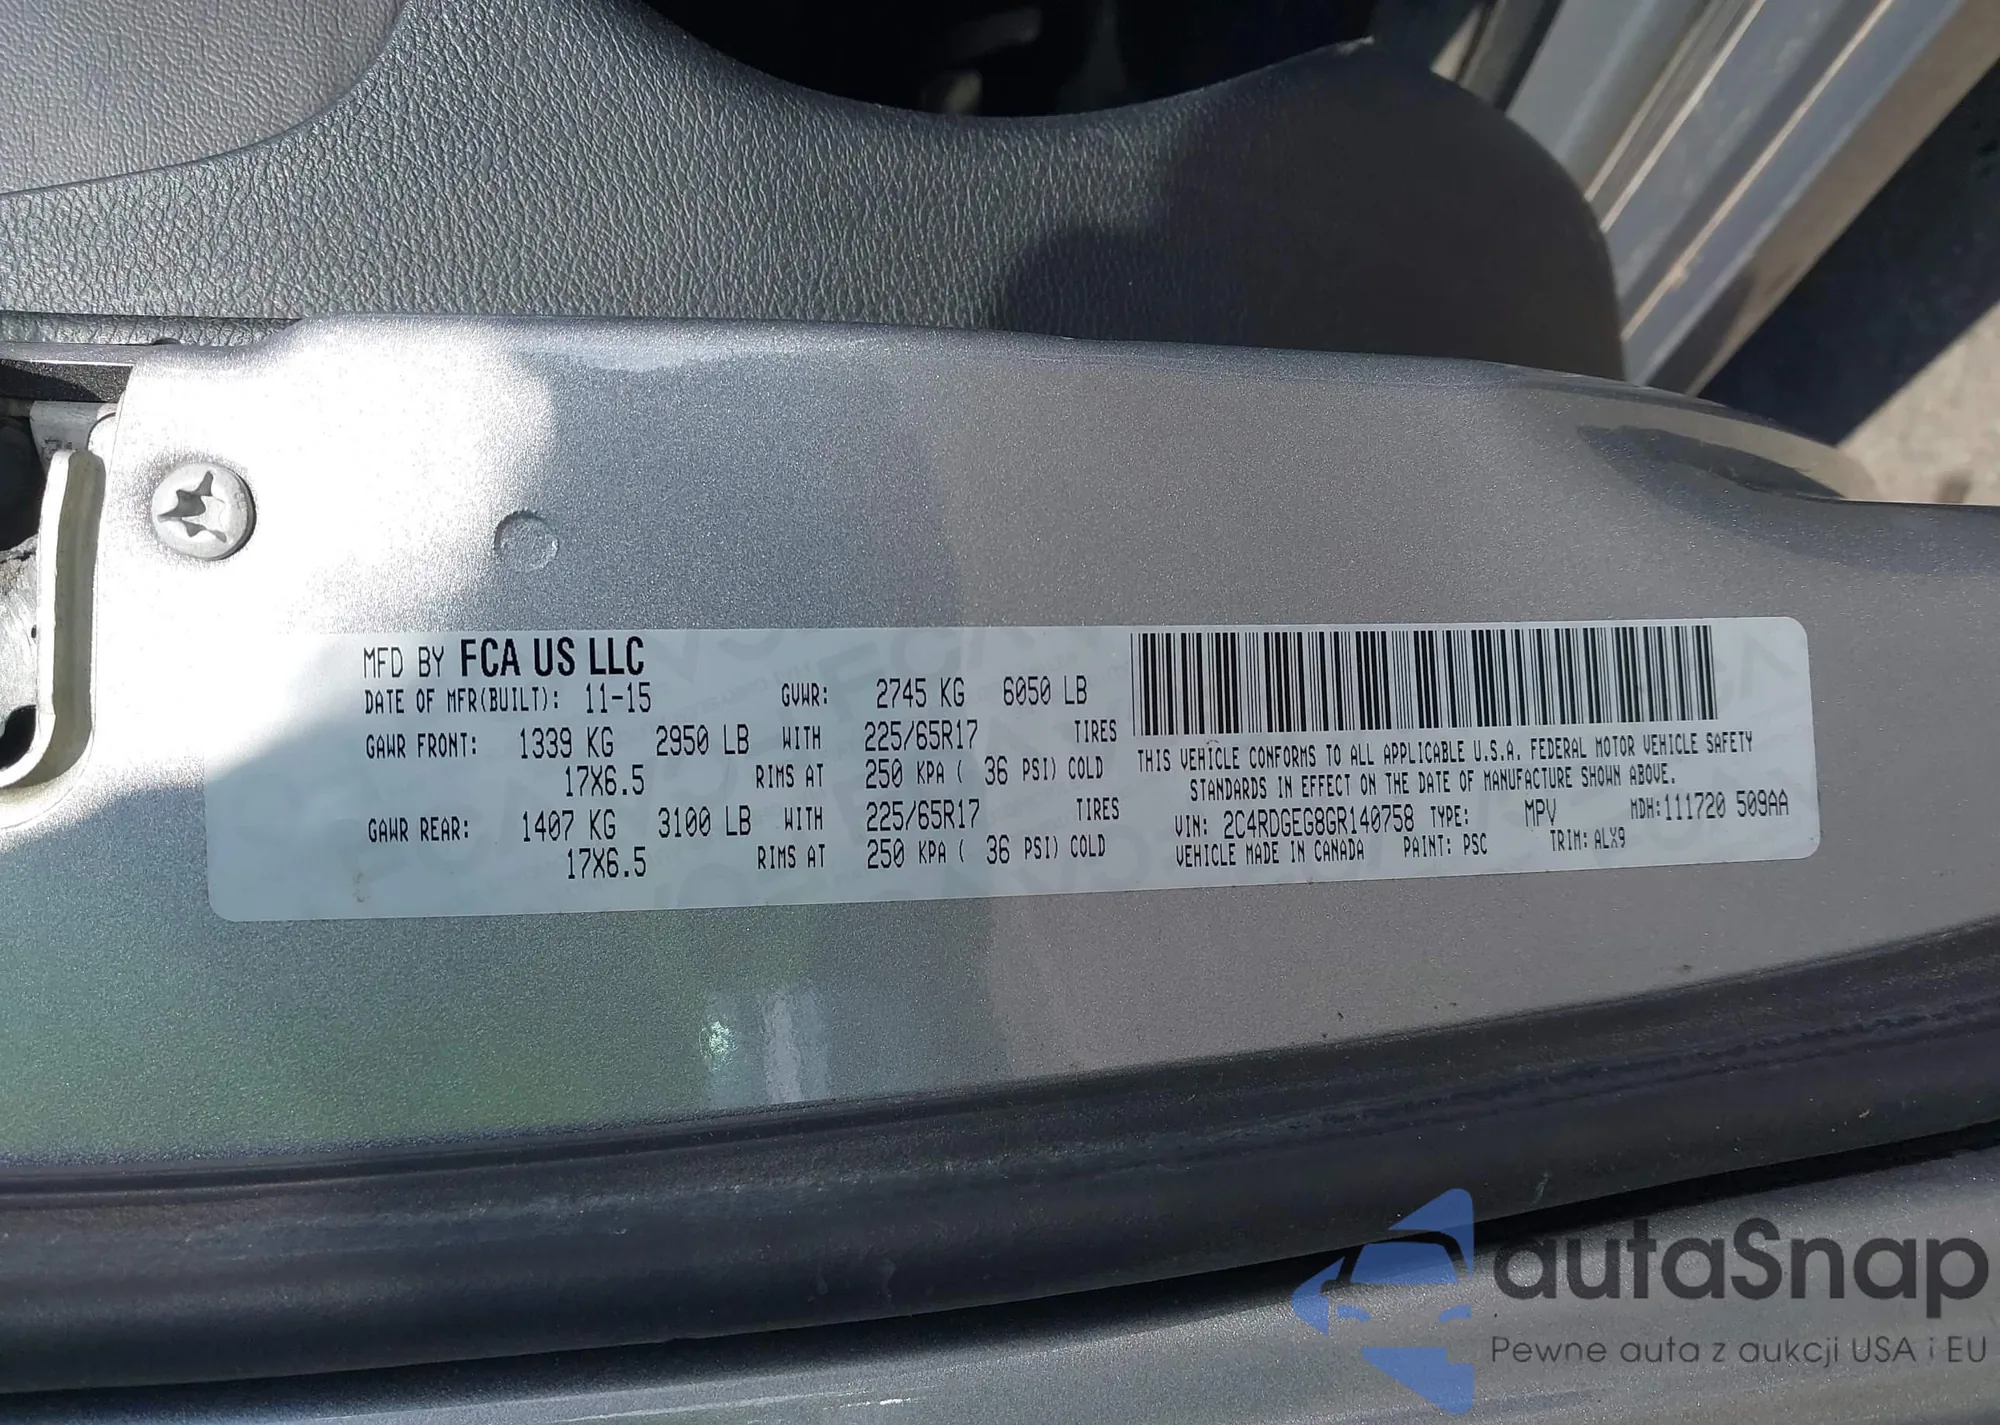 MFD BY FCA US LLC
DATE OF MFR(BUILT): 11-15 GVWR: 2745 KG 6050 LB
GAWR FRONT: 1339 KG 2950 LB WITH 225/65R17 TIRES
17X6.5 RIMS AT 250 KPA ( 36 PSI) COLD
GAWR REAR: 1407 KG 3100 LB WITH 225/65R17 TIRES
17X6.5 RIMS AT 250 KPA ( 36 PSI) COLD
THIS VEHICLE CONFORMS TO ALL APPLICABLE U.S.A. FEDERAL MOTOR VEHICLE SAFETY
STANDARDS IN EFFECT ON THE DATE OF MANUFACTURE SHOWN ABOVE.
VIN: 2C4RDGEG8GR140758 TYPE: MPV MDH:111720 509AA
VEHICLE MADE IN CANADA PAINT: PSC TRIM: ALX9
autaSnap
Pewne auta z aukcji USA i EU